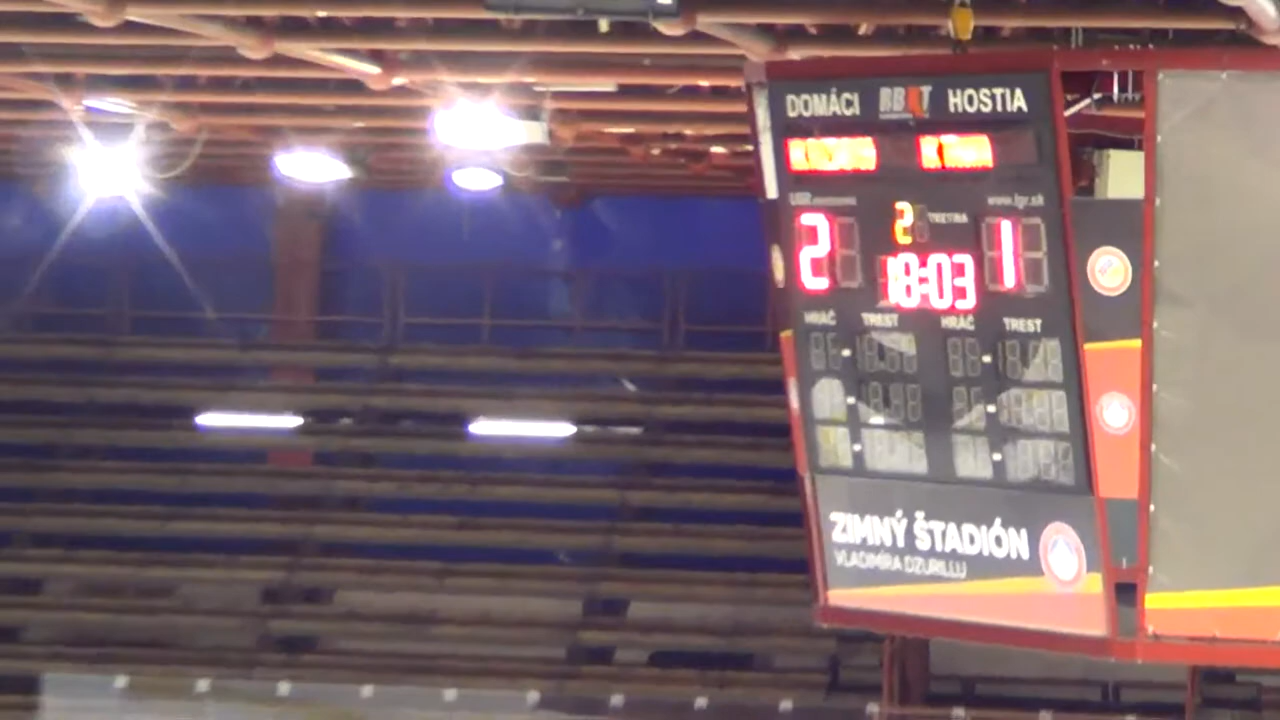 DOMÁCI HOSTIA
www.lgr.sk
2 2 TRETINA 1
18:03
HRÁČ TREST HRÁČ TREST
ZIMNÝ ŠTADIÓN
VLADIMÍRA DZURILLU